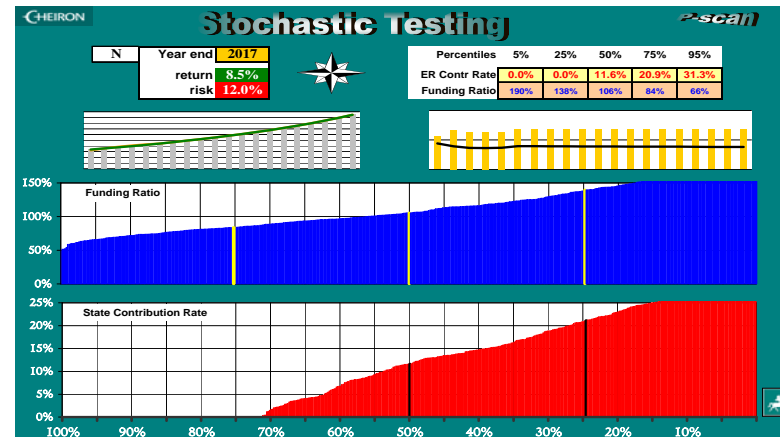 CHEIRON
Stochastic Testing
e-scan
N Year end 2017
return 8.5%
risk 12.0%
Percentiles 5% 25% 50% 75% 95%
ER Contr Rate 0.0% 0.0% 11.6% 20.9% 31.3%
Funding Ratio 190% 138% 106% 84% 66%
Funding Ratio
150%
100%
50%
0%
State Contribution Rate
25%
20%
15%
10%
5%
0%
100% 90% 80% 70% 60% 50% 40% 30% 20% 10%